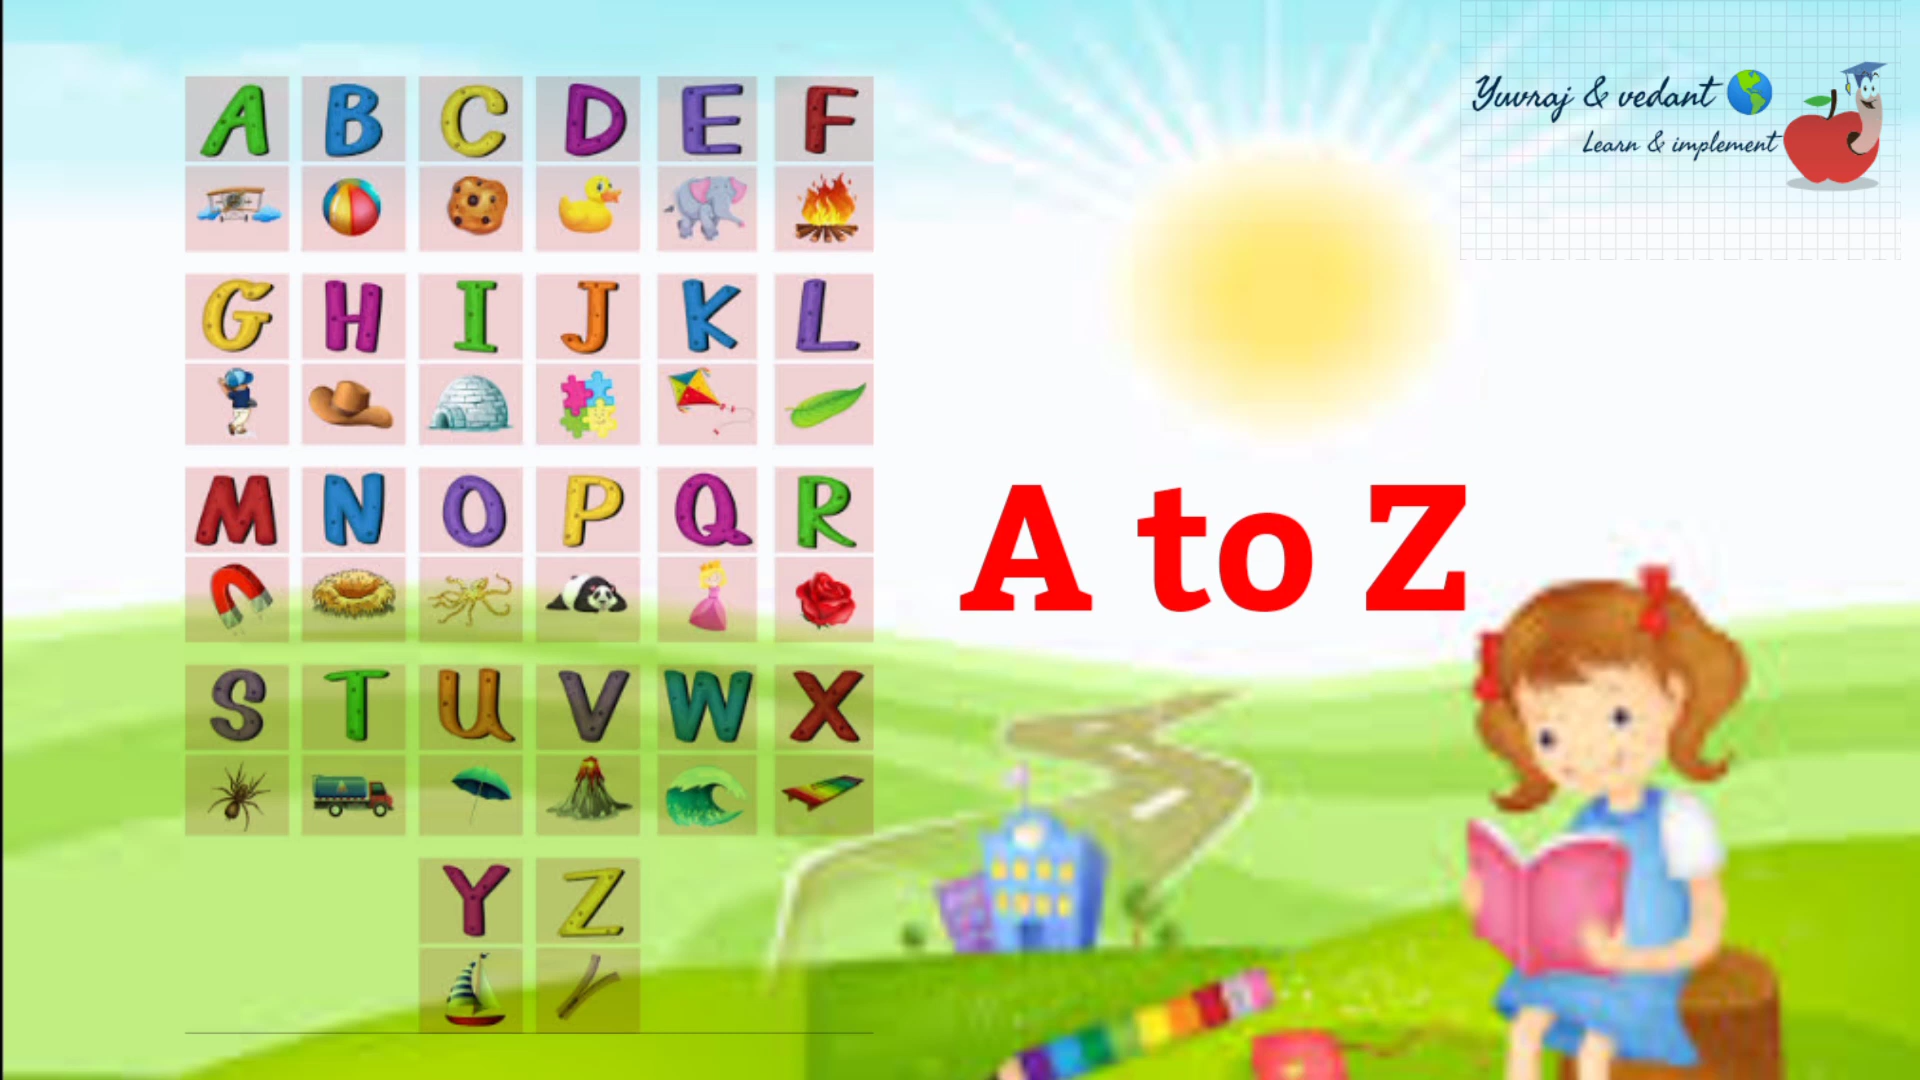 A B C D E F
G H I J K L
M N O P Q R
S T U V W X
Y Z
A to Z
Yuvraj & vedant
Learn & implement